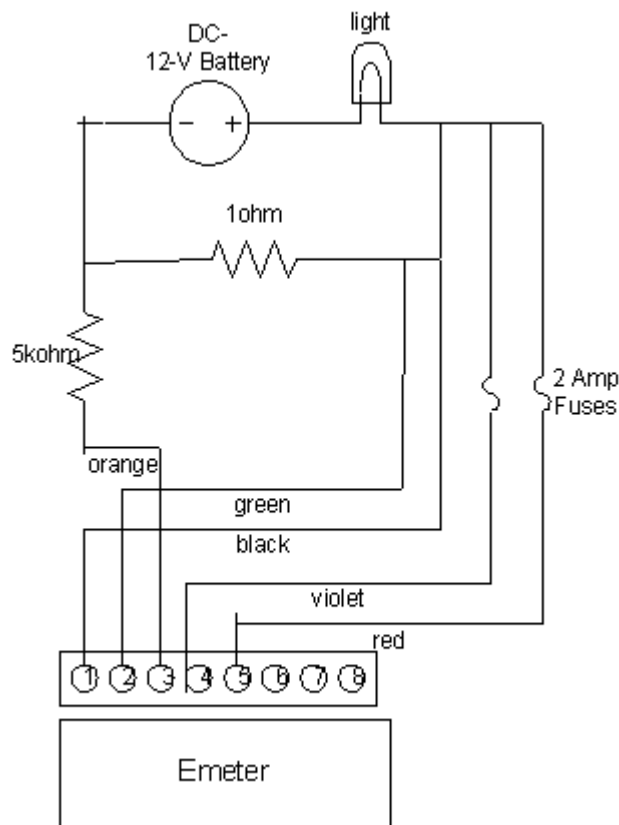 DC-
12-V Battery
light
- +
1ohm
5kohm
2 Amp
Fuses
orange
green
black
violet
red
1 2 3 4 5 6 7 8
Emeter